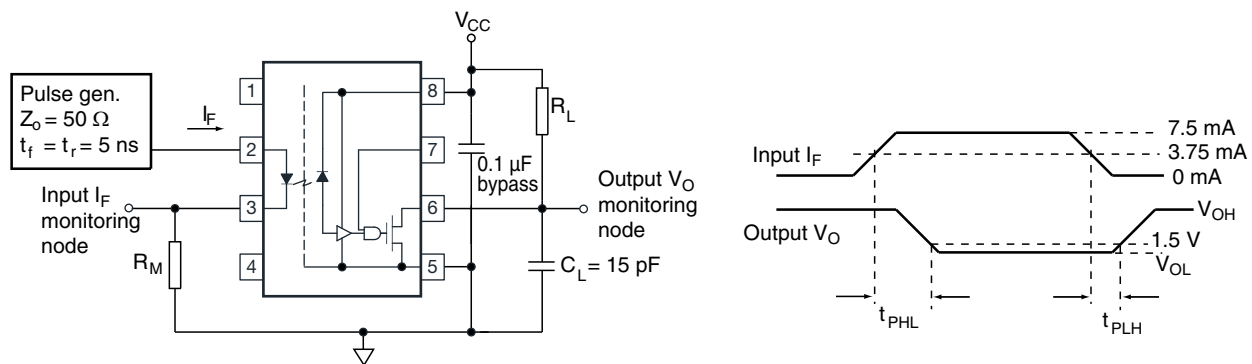 V_CC
Pulse gen.
Z_o = 50 Ω
t_f = t_r = 5 ns
I_F
1
2
3
4
8
7
6
5
R_L
0.1 µF
bypass
Input I_F
monitoring
node
R_M
Output V_O
monitoring
node
C_L = 15 pF
Input I_F
7.5 mA
3.75 mA
0 mA
Output V_O
V_OH
1.5 V
V_OL
t_PHL
t_PLH